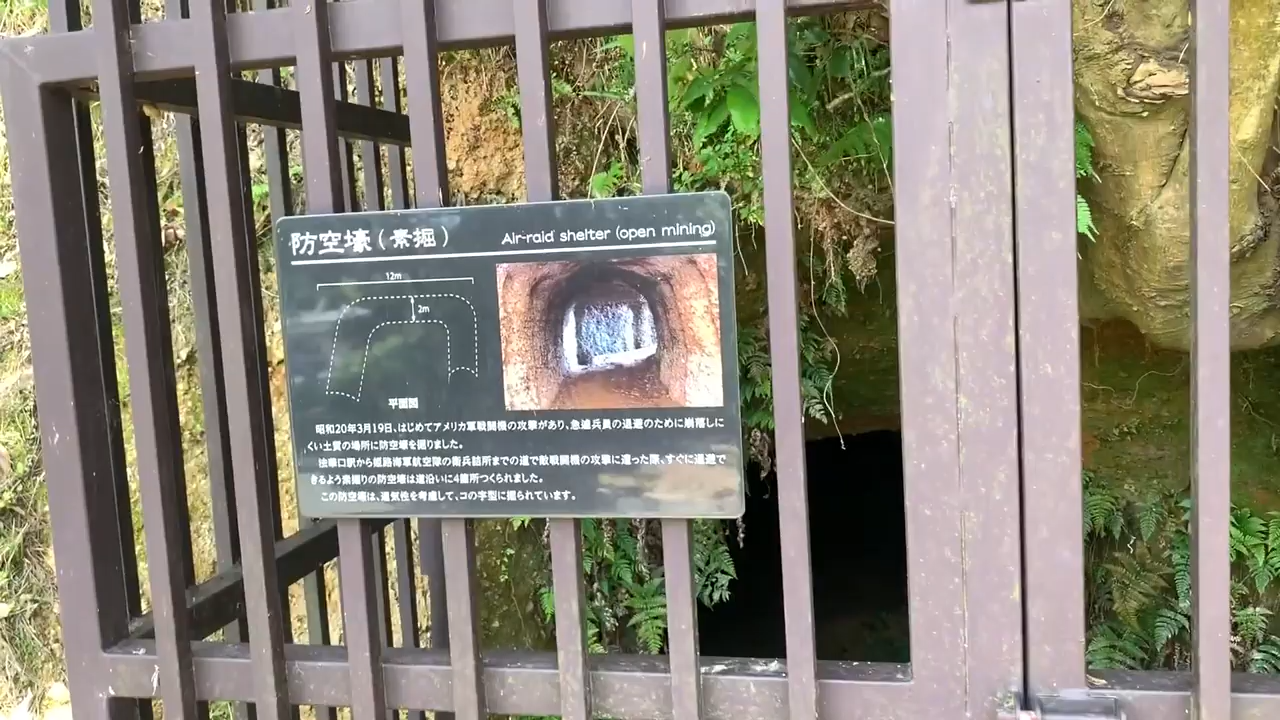 防空壕(素掘)
Air-raid shelter (open mining)
12m
2m
平面図
昭和20年3月19日、はじめてアメリカ軍戦闘機の攻撃があり、急遽兵員の退避のために崩落しに
くい土質の場所に防空壕を掘りました。
法華口駅から姫路海軍航空隊の衛兵詰所までの道で敵戦闘機の攻撃に遭った際、すぐに退避で
きるよう素掘りの防空壕は道沿いに4箇所つくられました。
この防空壕は、通気性を考慮して、コの字型に掘られています。